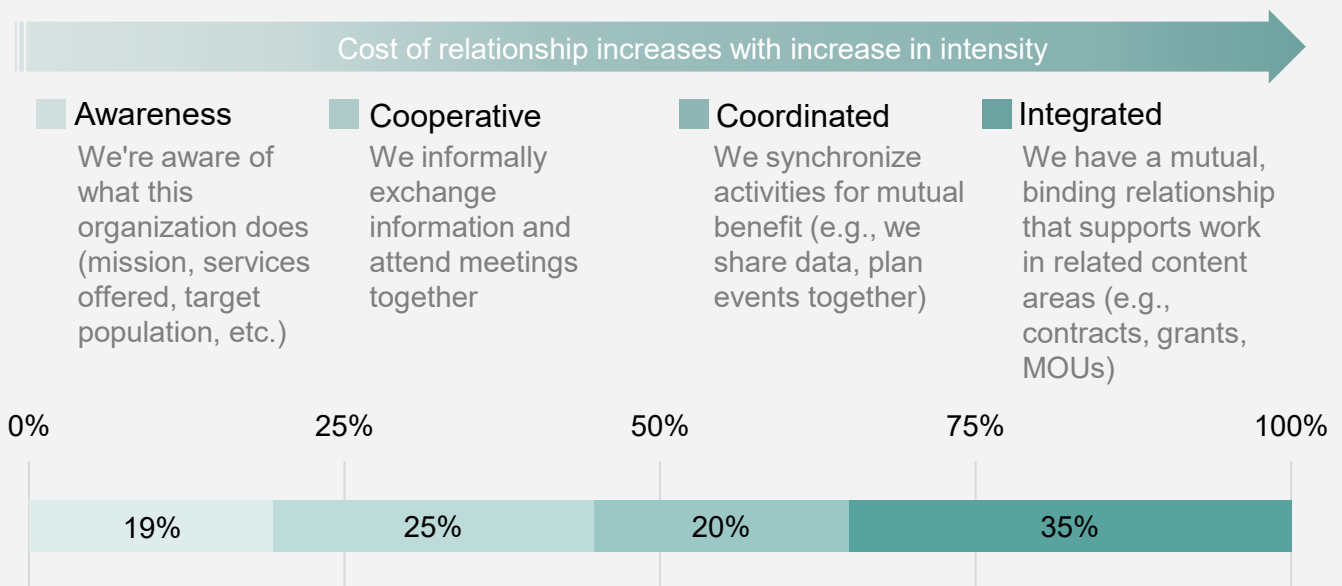 Cost of relationship increases with increase in intensity
Awareness
We're aware of
what this
organization does
(mission, services
offered, target
population, etc.)
Cooperative
We informally
exchange
information and
attend meetings
together
Coordinated
We synchronize
activities for mutual
benefit (e.g., we
share data, plan
events together)
Integrated
We have a mutual,
binding relationship
that supports work
in related content
areas (e.g.,
contracts, grants,
MOUs)
0% 25% 50% 75% 100%
19% 25% 20% 35%